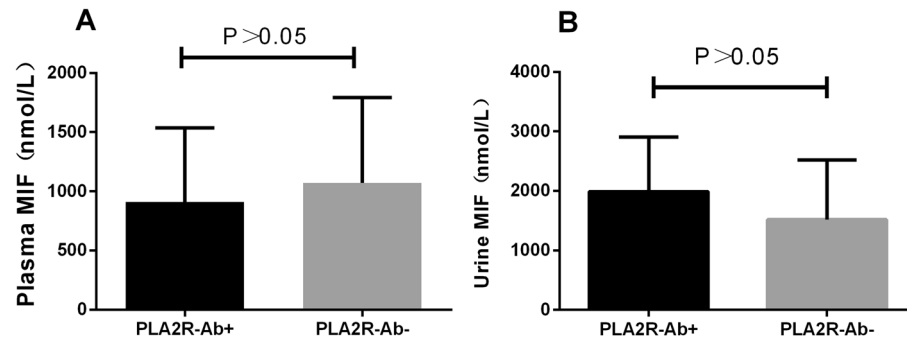 A
P＞0.05
Plasma MIF（nmol/L）
2000
1500
1000
500
0
PLA2R-Ab+
PLA2R-Ab-
B
P＞0.05
Urine MIF（nmol/L）
4000
3000
2000
1000
0
PLA2R-Ab+
PLA2R-Ab-